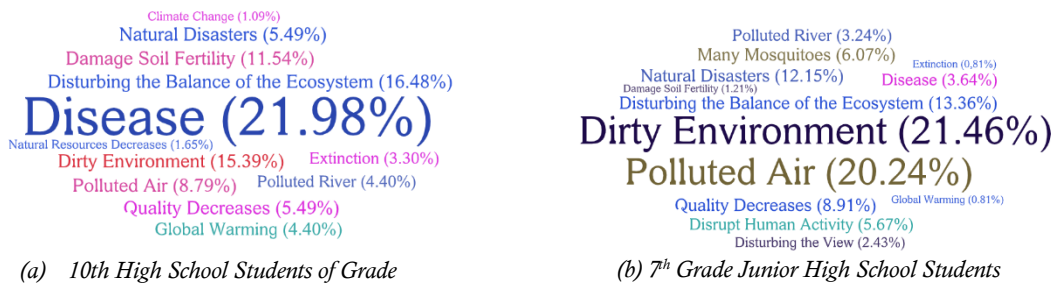 Climate Change (1.09%)
Natural Disasters (5.49%)
Damage Soil Fertility (11.54%)
Disturbing the Balance of the Ecosystem (16.48%)
Disease (21.98%)
Natural Resources Decreases (1.65%)
Dirty Environment (15.39%)
Extinction (3.30%)
Polluted Air (8.79%)
Polluted River (4.40%)
Quality Decreases (5.49%)
Global Warming (4.40%)
(a) 10th High School Students of Grade
Polluted River (3.24%)
Many Mosquitoes (6.07%)
Extinction (0,81%)
Natural Disasters (12.15%)
Disease (3.64%)
Damage Soil Fertility (1.21%)
Disturbing the Balance of the Ecosystem (13.36%)
Dirty Environment (21.46%)
Polluted Air (20.24%)
Quality Decreases (8.91%)
Global Warming (0.81%)
Disrupt Human Activity (5.67%)
Disturbing the View (2.43%)
(b) 7th Grade Junior High School Students